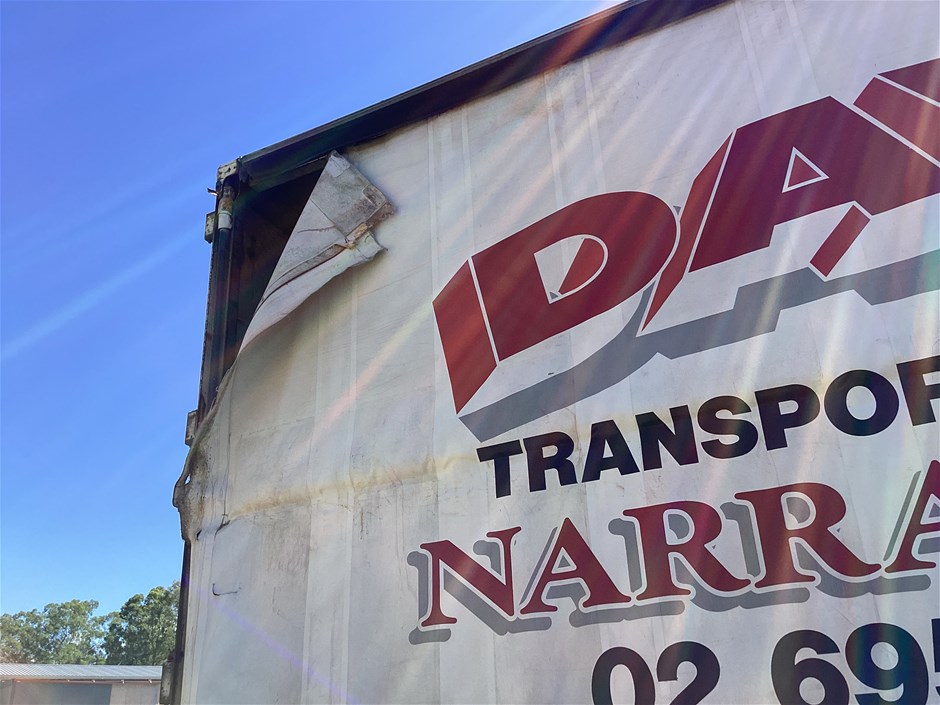 DA
TRANSPOR
NARRA
02 695